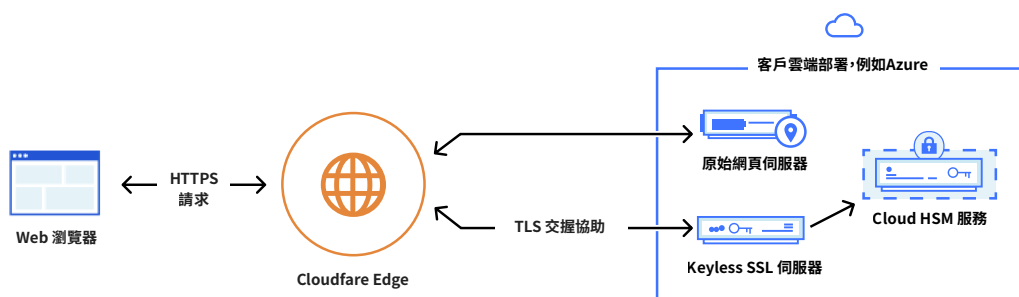 客戶雲端部署，例如Azure
原始網頁伺服器
HTTPS
請求
Web 瀏覽器
Cloudfare Edge
TLS 交握協助
Keyless SSL 伺服器
Cloud HSM 服務